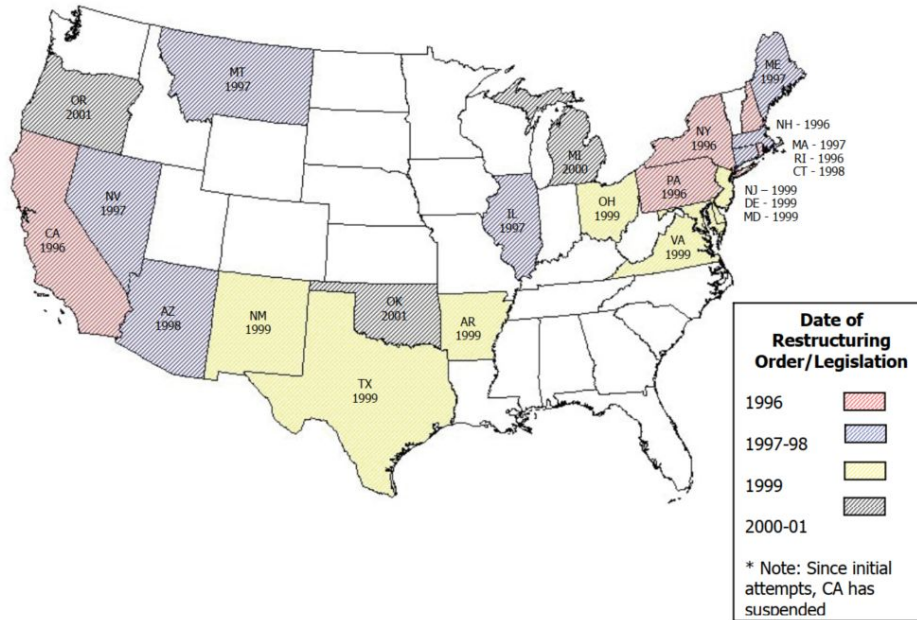 MT
1997
ME
1997
OR
2001
NH - 1996
NY
1996
MA - 1997
RI - 1996
CT - 1998
MI
2000
PA
1996
NJ – 1999
DE - 1999
MD - 1999
NV
1997
OH
1999
IL
1997
CA
1996
VA
1999
AZ
1998
NM
1999
OK
2001
AR
1999
TX
1999
Date of
Restructuring
Order/Legislation
1996
1997-98
1999
2000-01
* Note: Since initial
attempts, CA has
suspended